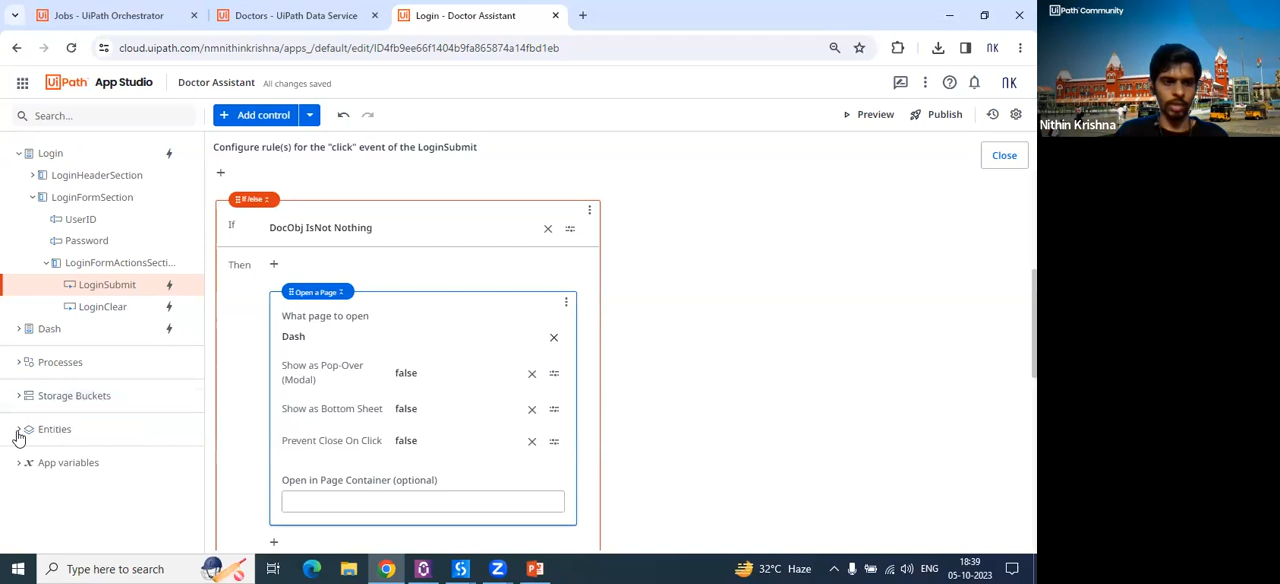 Jobs - UiPath Orchestrator
Doctors - UiPath Data Service
Login - Doctor Assistant
cloud.uipath.com/nmnithinkrishna/apps_/default/edit/ID4fb9ee66f1404b9fa865874a14fbd1eb
NK
UiPath App Studio
Doctor Assistant
All changes saved
NK
Search...
+ Add control
Preview
Publish
Login
LoginHeaderSection
LoginFormSection
UserID
Password
LoginFormActionsSecti...
LoginSubmit
LoginClear
Dash
Processes
Storage Buckets
Entities
App variables
Configure rule(s) for the "click" event of the LoginSubmit
Close
If/else
If
DocObj IsNot Nothing
Then
Open a Page
What page to open
Dash
Show as Pop-Over (Modal)
false
Show as Bottom Sheet
false
Prevent Close On Click
false
Open in Page Container (optional)
UiPath Community
Nithin Krishna
Type here to search
32°C Haze
ENG
18:39
05-10-2023